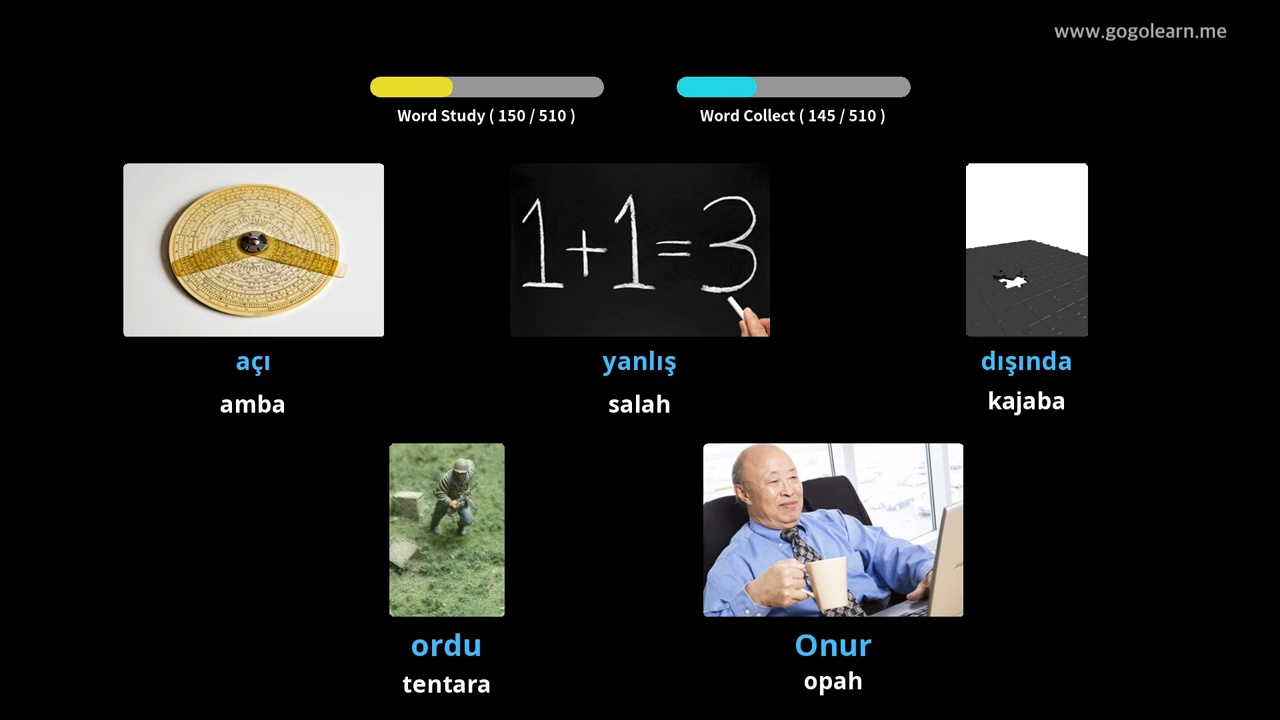 www.gogolearn.me
Word Study ( 150 / 510 )
Word Collect ( 145 / 510 )
1+1=3
açı
yanlış
dışında
amba
salah
kajaba
ordu
Onur
tentara
opah